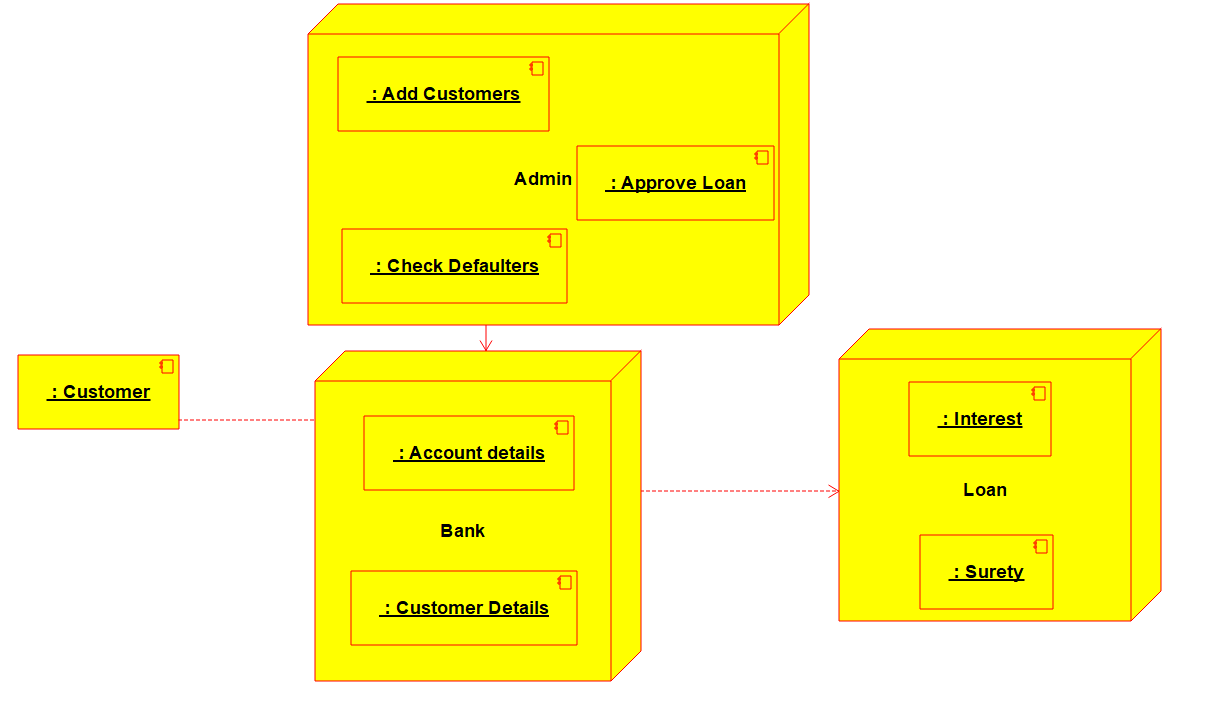 : Add Customers
Admin
: Approve Loan
: Check Defaulters
: Customer
: Account details
Bank
: Customer Details
: Interest
Loan
: Surety